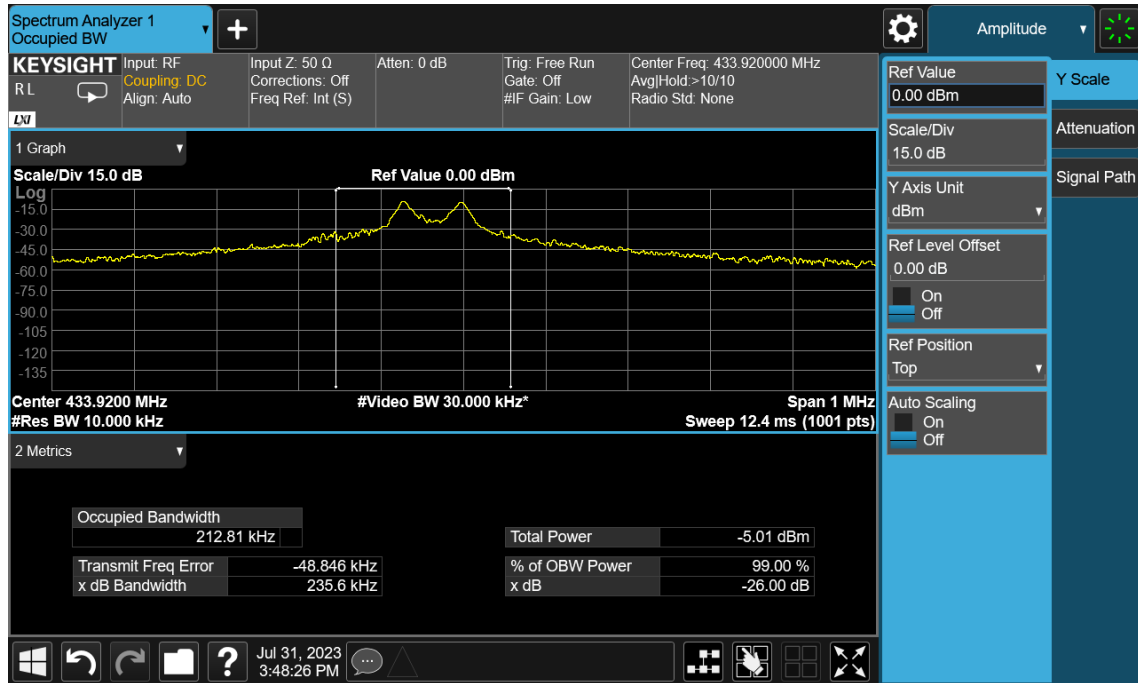 Spectrum Analyzer 1
Occupied BW
+
Amplitude
KEYSIGHT
R L
LXI
Input: RF
Coupling: DC
Align: Auto
Input Z: 50 Ω
Corrections: Off
Freq Ref: Int (S)
Atten: 0 dB
Trig: Free Run
Gate: Off
#IF Gain: Low
Center Freq: 433.920000 MHz
Avg|Hold:>10/10
Radio Std: None
1 Graph
Scale/Div 15.0 dB
Ref Value 0.00 dBm
Log
-15.0
-30.0
-45.0
-60.0
-75.0
-90.0
-105
-120
-135
Center 433.9200 MHz
#Video BW 30.000 kHz*
Span 1 MHz
#Res BW 10.000 kHz
Sweep 12.4 ms (1001 pts)
2 Metrics
Occupied Bandwidth
212.81 kHz
Total Power -5.01 dBm
Transmit Freq Error -48.846 kHz
% of OBW Power 99.00 %
x dB Bandwidth 235.6 kHz
x dB -26.00 dB
Ref Value
0.00 dBm
Scale/Div
15.0 dB
Y Axis Unit
dBm
Ref Level Offset
0.00 dB
On
Off
Ref Position
Top
Auto Scaling
On
Off
Y Scale
Attenuation
Signal Path
?
Jul 31, 2023
3:48:26 PM